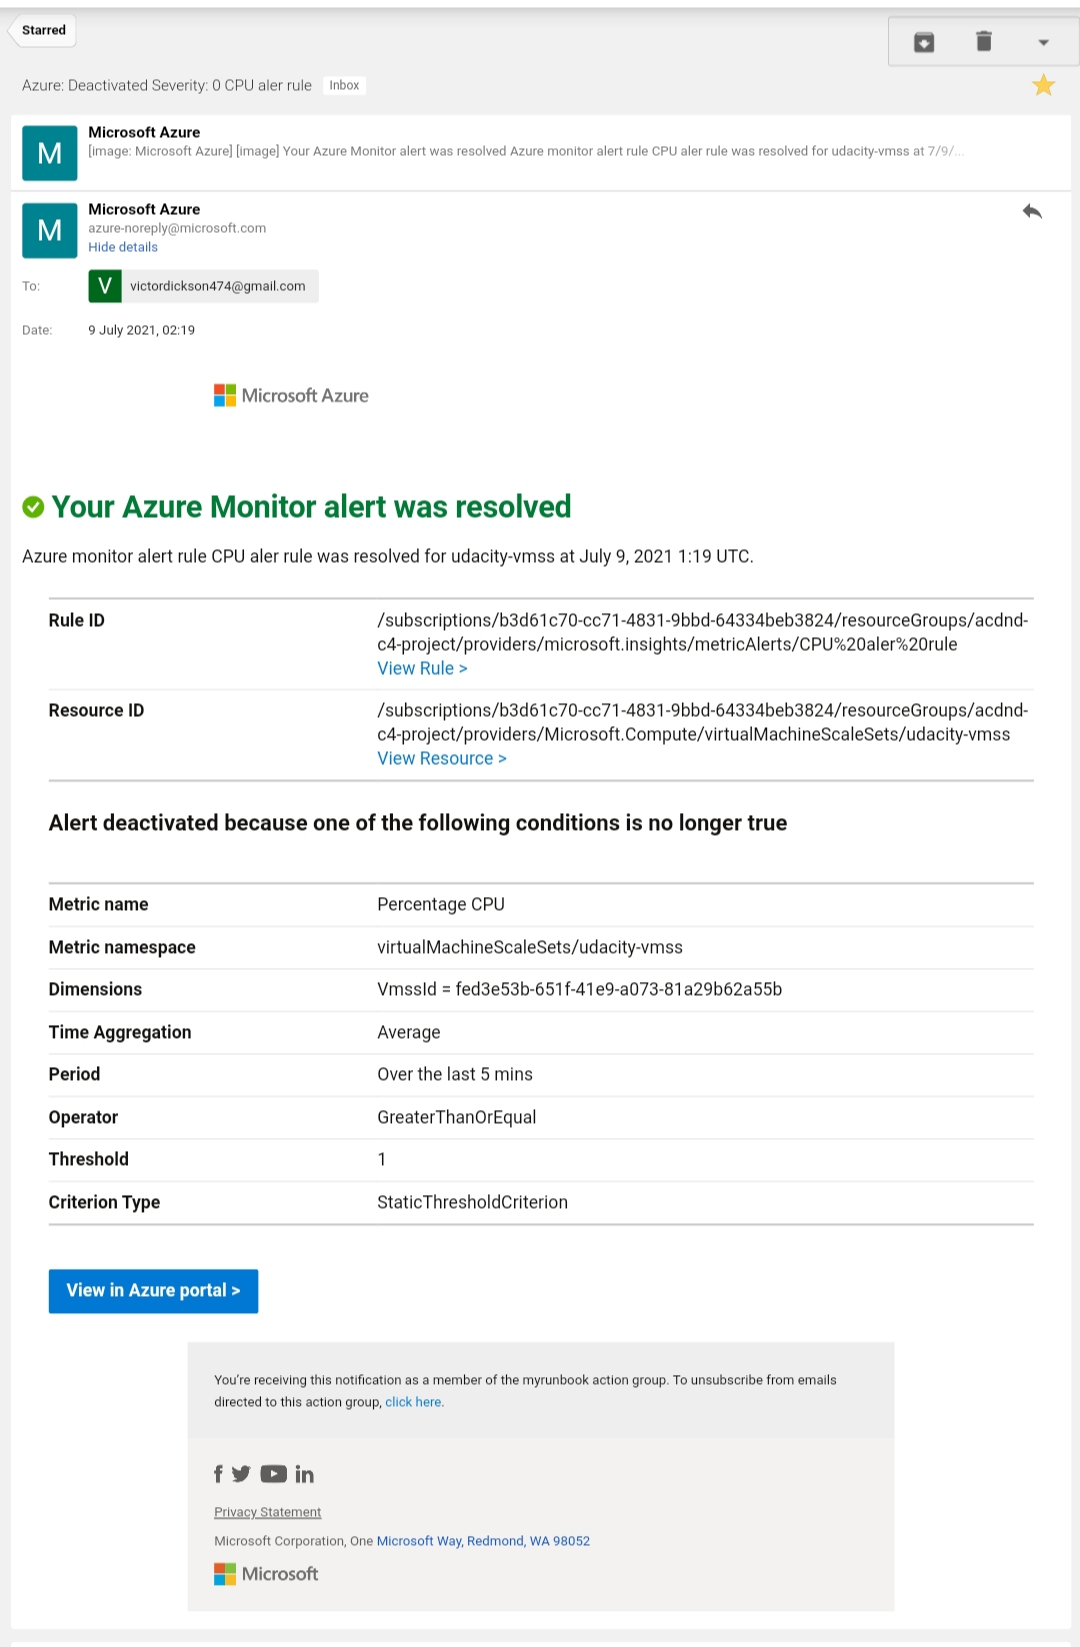 Starred
Azure: Deactivated Severity: 0 CPU aler rule Inbox
M
Microsoft Azure
[image: Microsoft Azure] [image] Your Azure Monitor alert was resolved Azure monitor alert rule CPU aler rule was resolved for udacity-vmss at 7/9/...
M
Microsoft Azure
azure-noreply@microsoft.com
Hide details
To: V victordickson474@gmail.com
Date: 9 July 2021, 02:19
Microsoft Azure
Your Azure Monitor alert was resolved
Azure monitor alert rule CPU aler rule was resolved for udacity-vmss at July 9, 2021 1:19 UTC.
Rule ID /subscriptions/b3d61c70-cc71-4831-9bbd-64334beb3824/resourceGroups/acdnd-
c4-project/providers/microsoft.insights/metricAlerts/CPU%20aler%20rule
View Rule >
Resource ID /subscriptions/b3d61c70-cc71-4831-9bbd-64334beb3824/resourceGroups/acdnd-
c4-project/providers/Microsoft.Compute/virtualMachineScaleSets/udacity-vmss
View Resource >
Alert deactivated because one of the following conditions is no longer true
Metric name Percentage CPU
Metric namespace virtualMachineScaleSets/udacity-vmss
Dimensions VmssId = fed3e53b-651f-41e9-a073-81a29b62a55b
Time Aggregation Average
Period Over the last 5 mins
Operator GreaterThanOrEqual
Threshold 1
Criterion Type StaticThresholdCriterion
View in Azure portal >
You're receiving this notification as a member of the myrunbook action group. To unsubscribe from emails
directed to this action group, click here.
f in
Privacy Statement
Microsoft Corporation, One Microsoft Way, Redmond, WA 98052
Microsoft